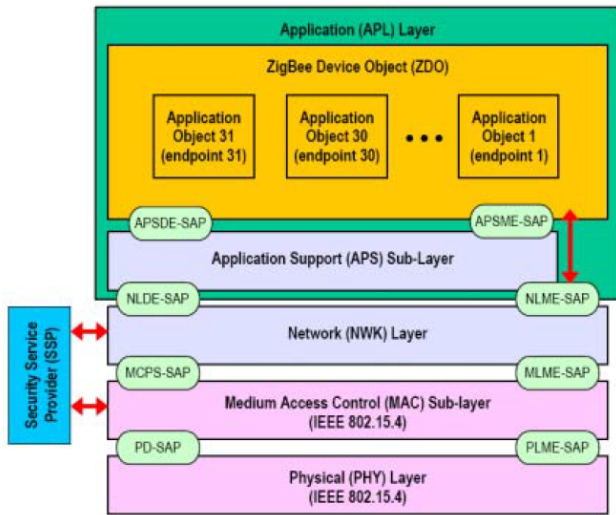 Application (APL) Layer
ZigBee Device Object (ZDO)
Application
Object 31
(endpoint 31)
Application
Object 30
(endpoint 30)
Application
Object 1
(endpoint 1)
APSDE-SAP
APSME-SAP
Application Support (APS) Sub-Layer
NLDE-SAP
NLME-SAP
Security Service
Provider (SSP)
Network (NWK) Layer
MCPS-SAP
MLME-SAP
Medium Access Control (MAC) Sub-layer
(IEEE 802.15.4)
PD-SAP
PLME-SAP
Physical (PHY) Layer
(IEEE 802.15.4)